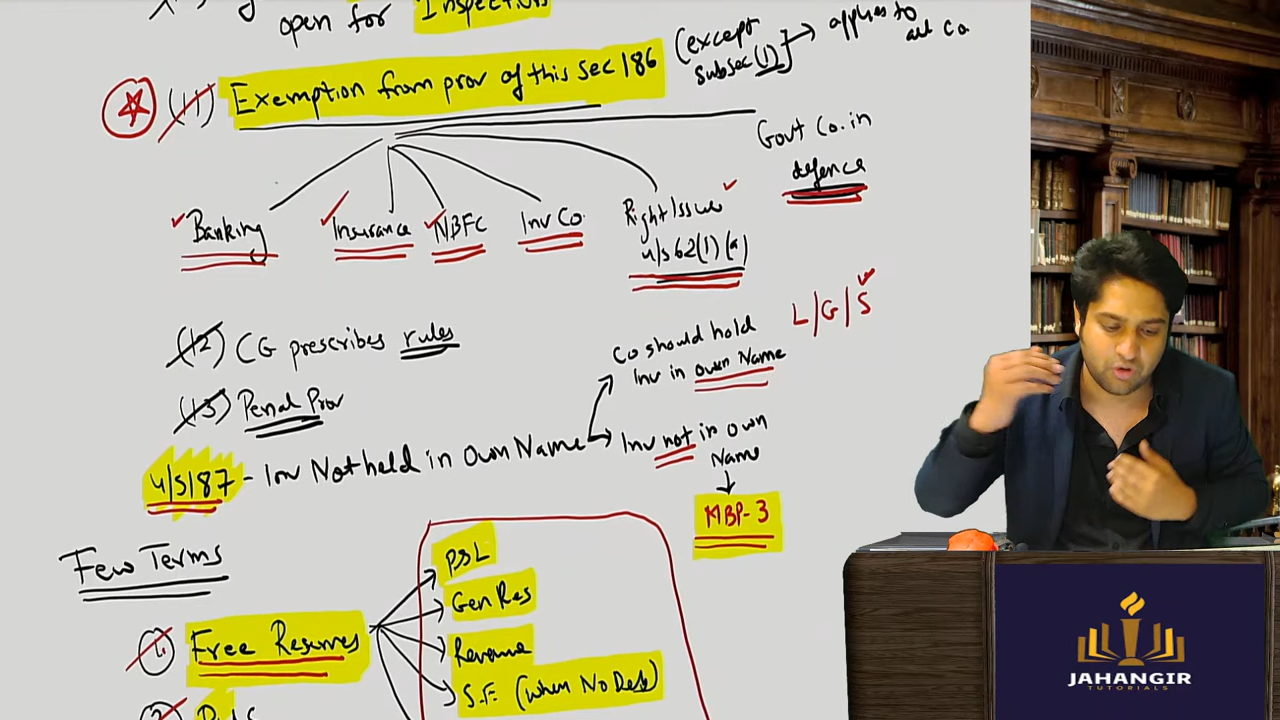 open for Inspection
(except
subsec(1)] → applies to
all Co
(11) Exemption from prov of this sec 186
Govt Co. in
defence
Banking
Insurance
NBFC
Inv Co.
Right Issue
u/s 62(1)(a)
L/G/S
(12) CG prescribes rules
(13) Penal Prov
Co should hold
Inv in own Name
u/s187 - Inv Not held in Own Name → Inv not in own
Name
MBP-3
Few Terms
P&L
Gen Res
1. Free Reserves
Revenue
S.F. (when No Deb)
JAHANGIR
TUTORIALS